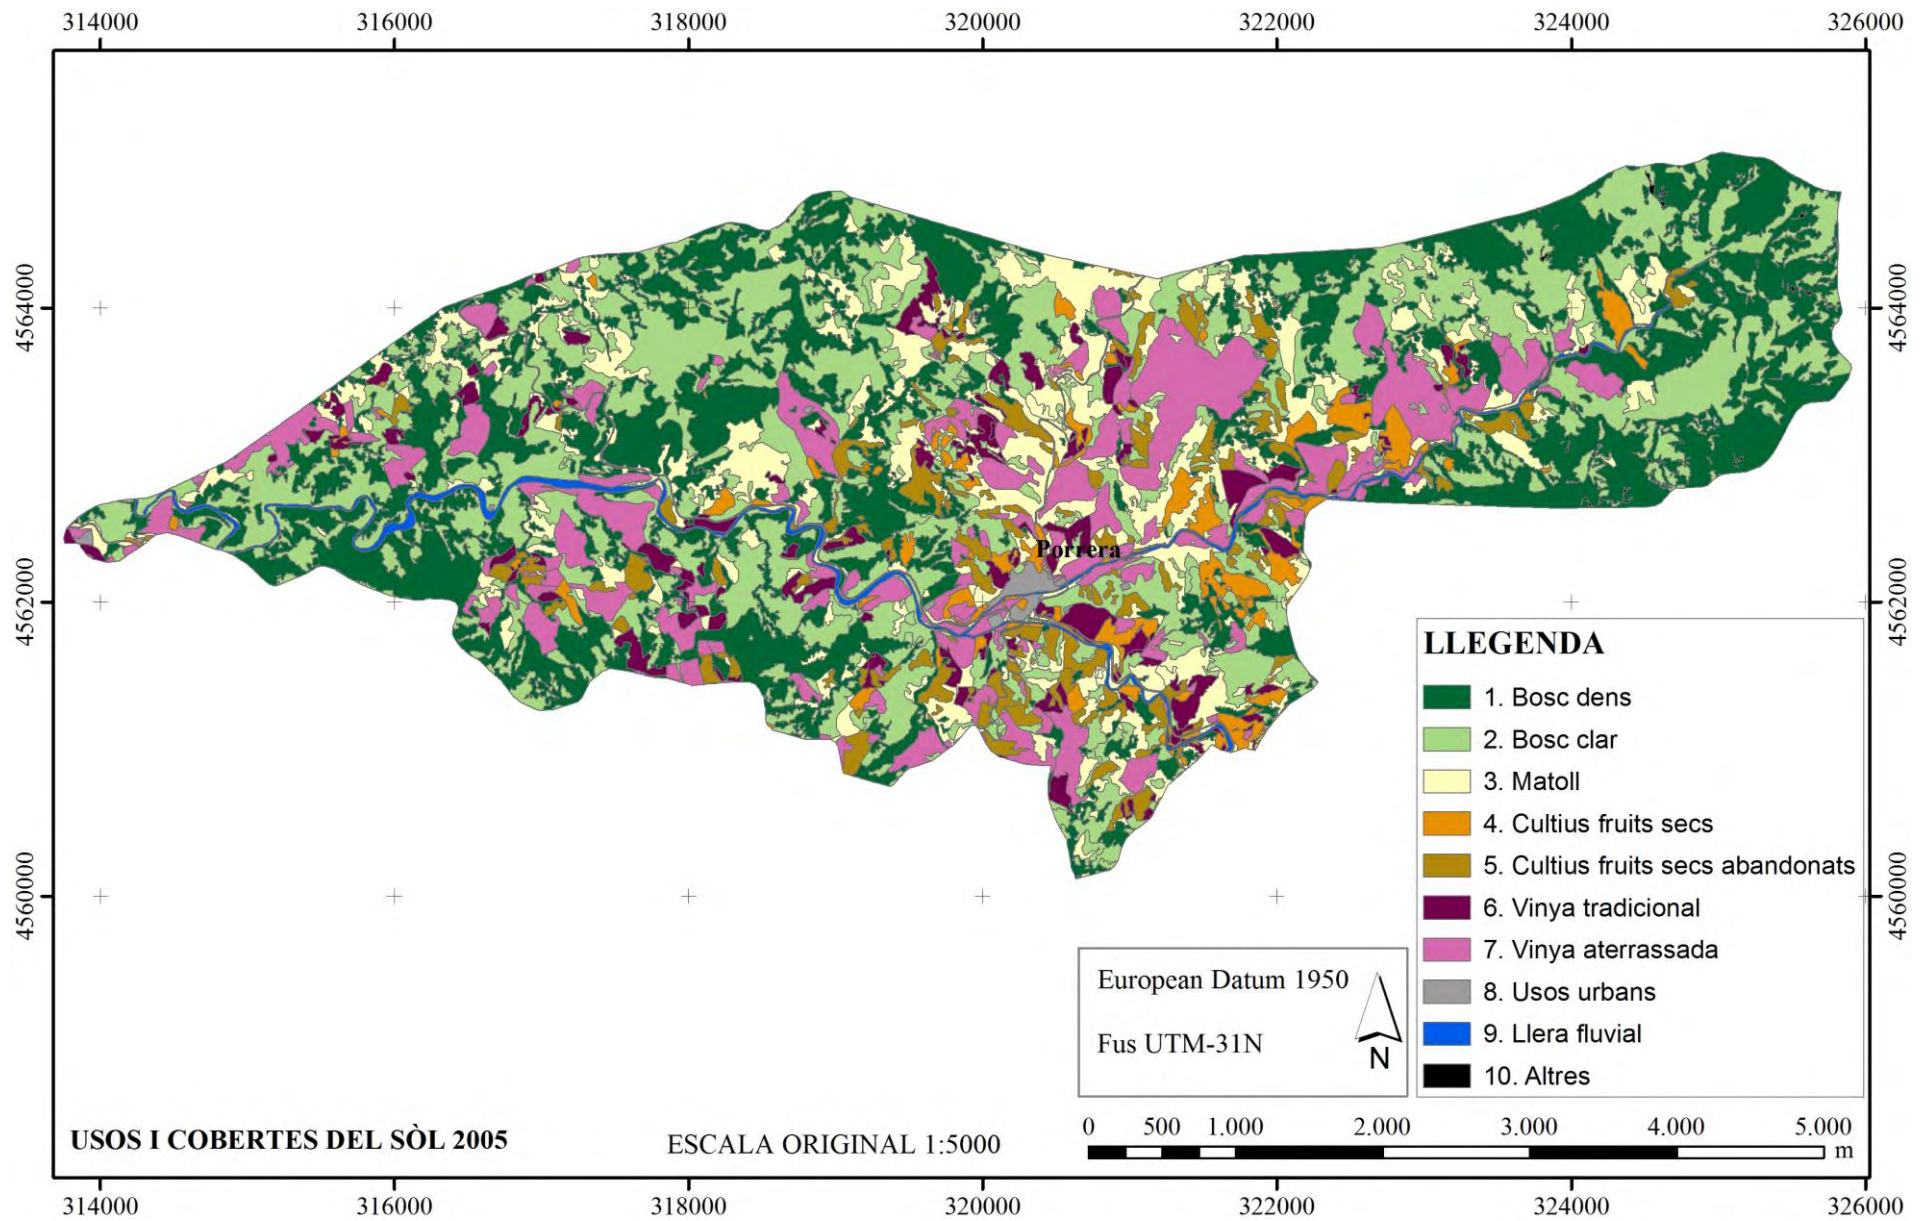 314000 316000 318000 320000 322000 324000 326000
4564000 4564000
4562000 4562000
4560000 4560000
Porrera
LLEGENDA
1. Bosc dens
2. Bosc clar
3. Matoll
4. Cultius fruits secs
5. Cultius fruits secs abandonats
6. Vinya tradicional
7. Vinya aterrassada
8. Usos urbans
9. Llera fluvial
10. Altres
European Datum 1950
Fus UTM-31N
N
USOS I COBERTES DEL SÒL 2005
ESCALA ORIGINAL 1:5000
0 500 1.000 2.000 3.000 4.000 5.000
m
314000 316000 318000 320000 322000 324000 326000